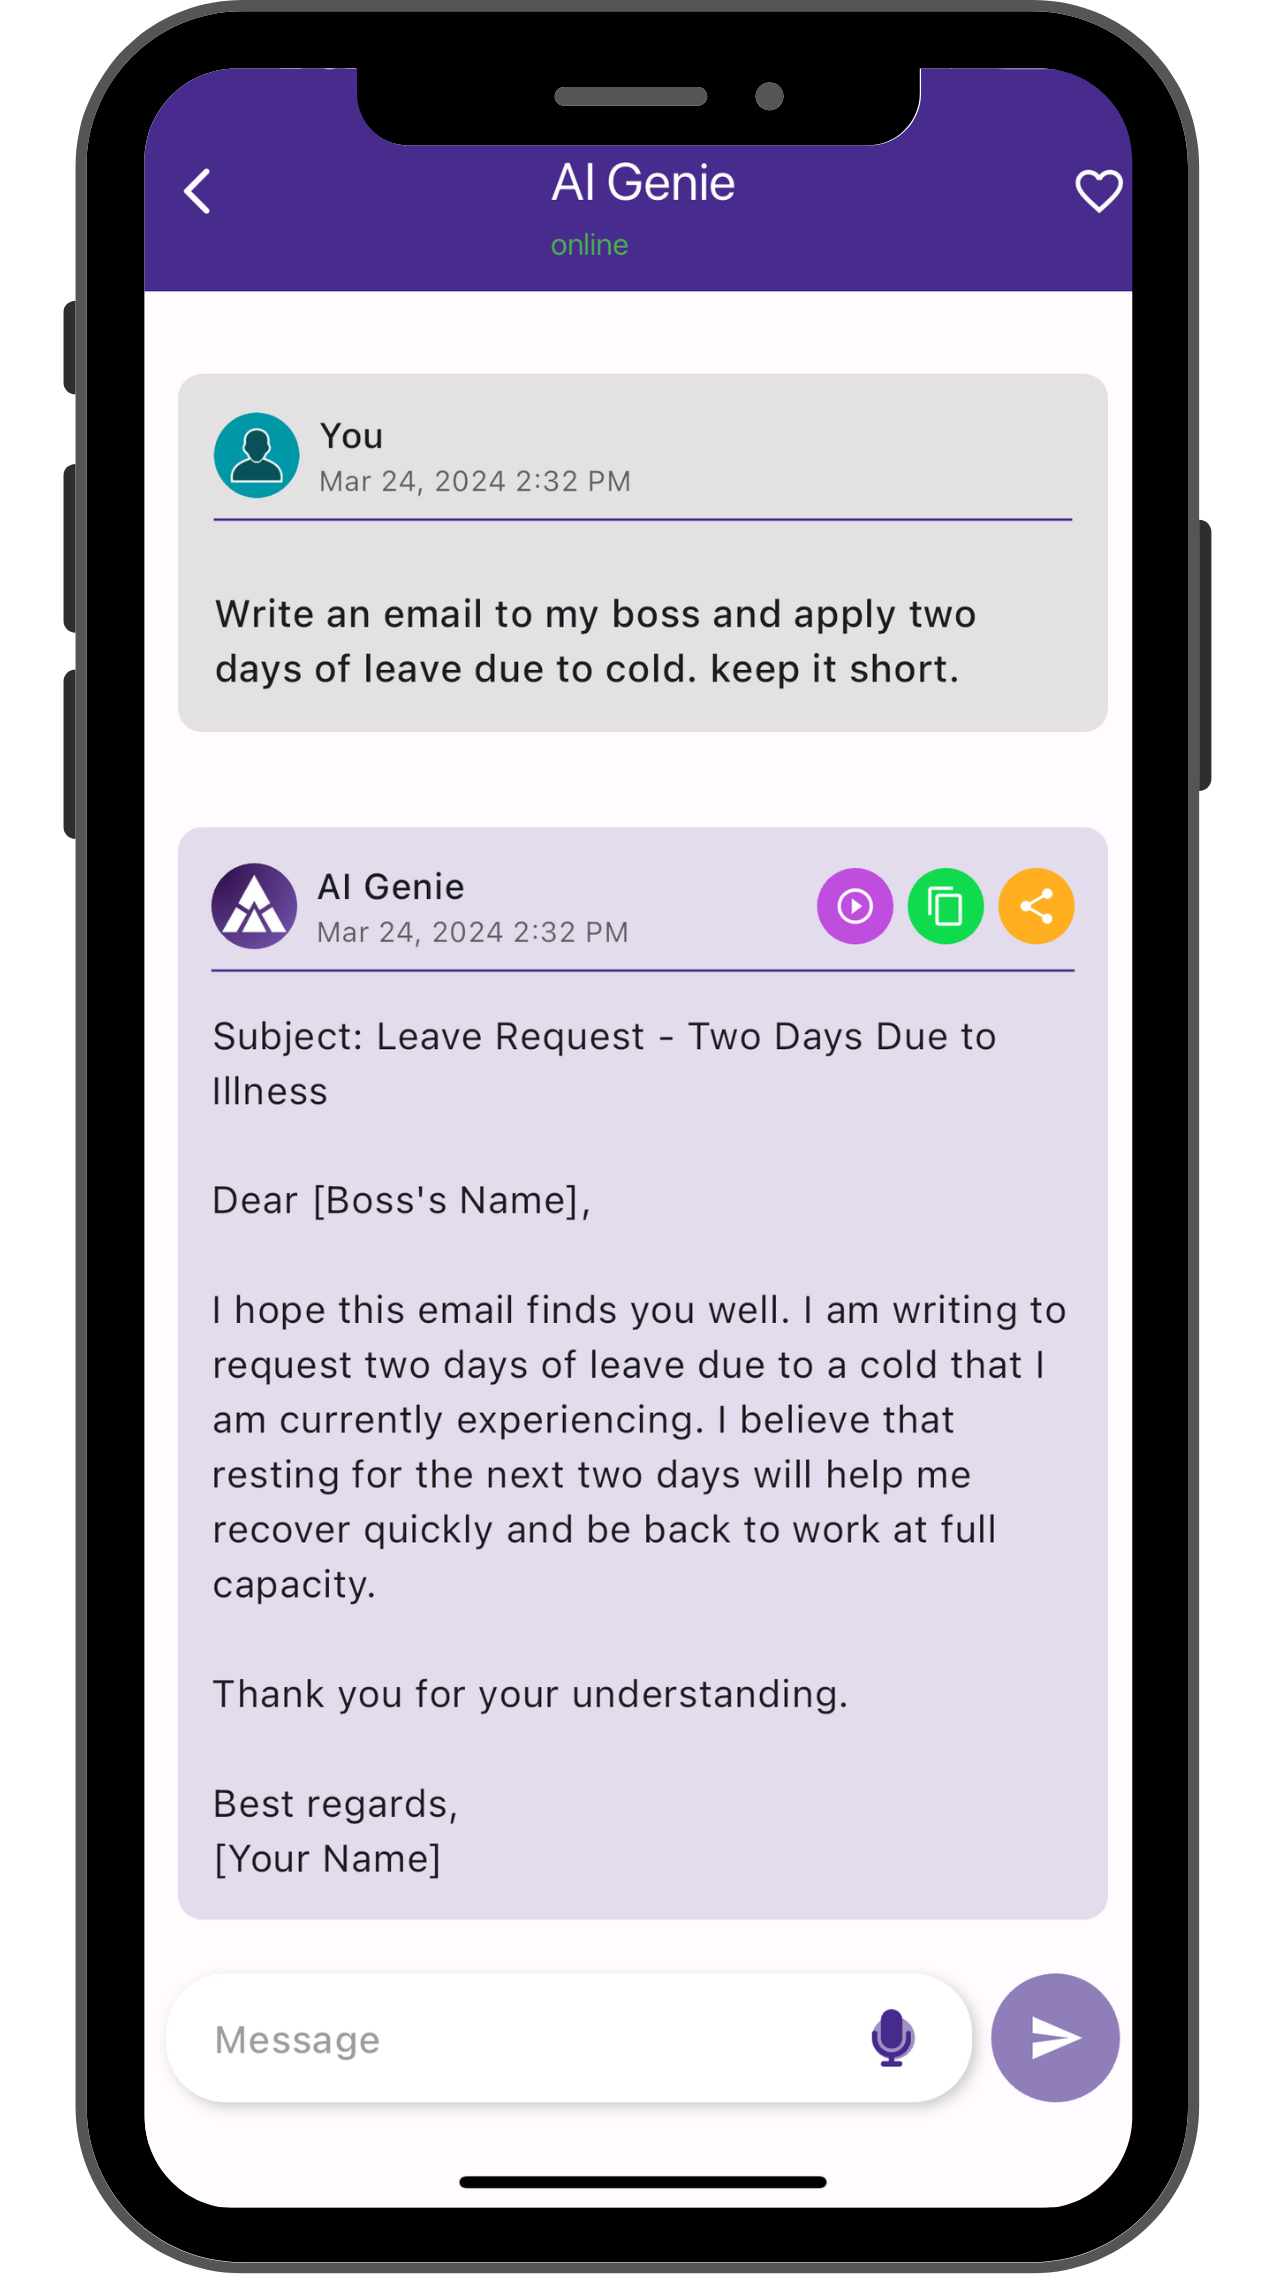 AI Genie
online
You
Mar 24, 2024 2:32 PM
Write an email to my boss and apply two
days of leave due to cold. keep it short.
AI Genie
Mar 24, 2024 2:32 PM
Subject: Leave Request - Two Days Due to
Illness
Dear [Boss's Name],
I hope this email finds you well. I am writing to
request two days of leave due to a cold that I
am currently experiencing. I believe that
resting for the next two days will help me
recover quickly and be back to work at full
capacity.
Thank you for your understanding.
Best regards,
[Your Name]
Message